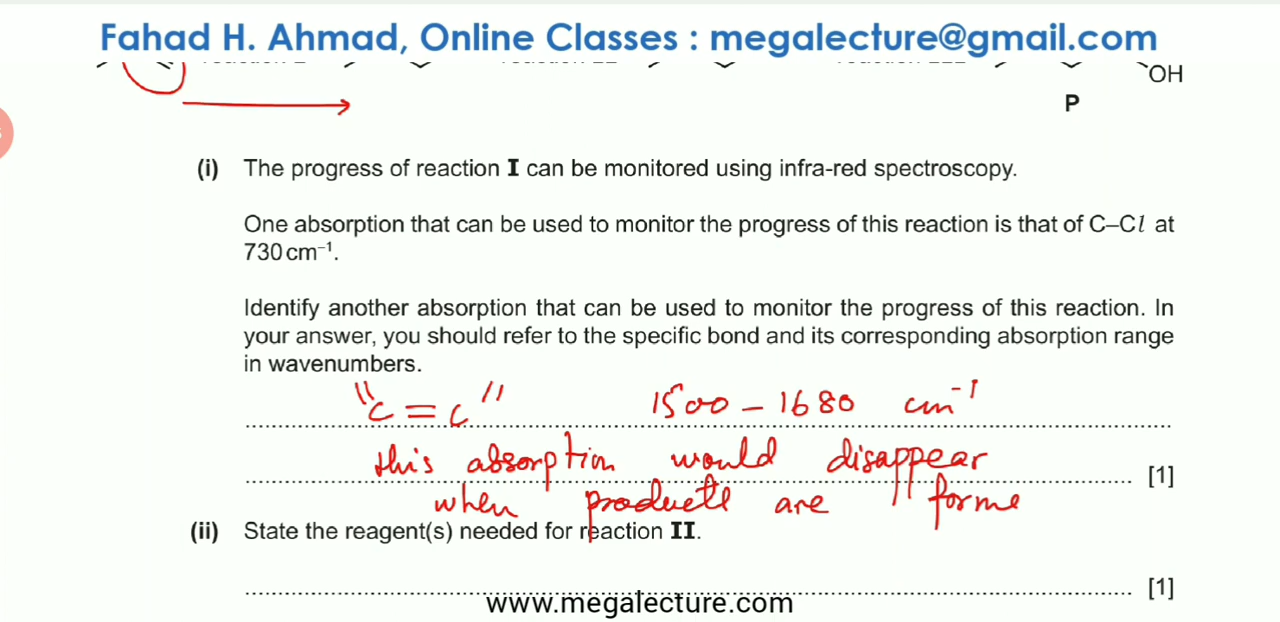 Fahad H. Ahmad, Online Classes : megalecture@gmail.com
OH
P
(i) The progress of reaction I can be monitored using infra-red spectroscopy.
One absorption that can be used to monitor the progress of this reaction is that of C–Cl at
730 cm⁻¹.
Identify another absorption that can be used to monitor the progress of this reaction. In
your answer, you should refer to the specific bond and its corresponding absorption range
in wavenumbers.
"C = C" 1500 – 1680 cm⁻¹
this absorption would disappear
[1]
when products are forme
(ii) State the reagent(s) needed for reaction II.
[1]
www.megalecture.com